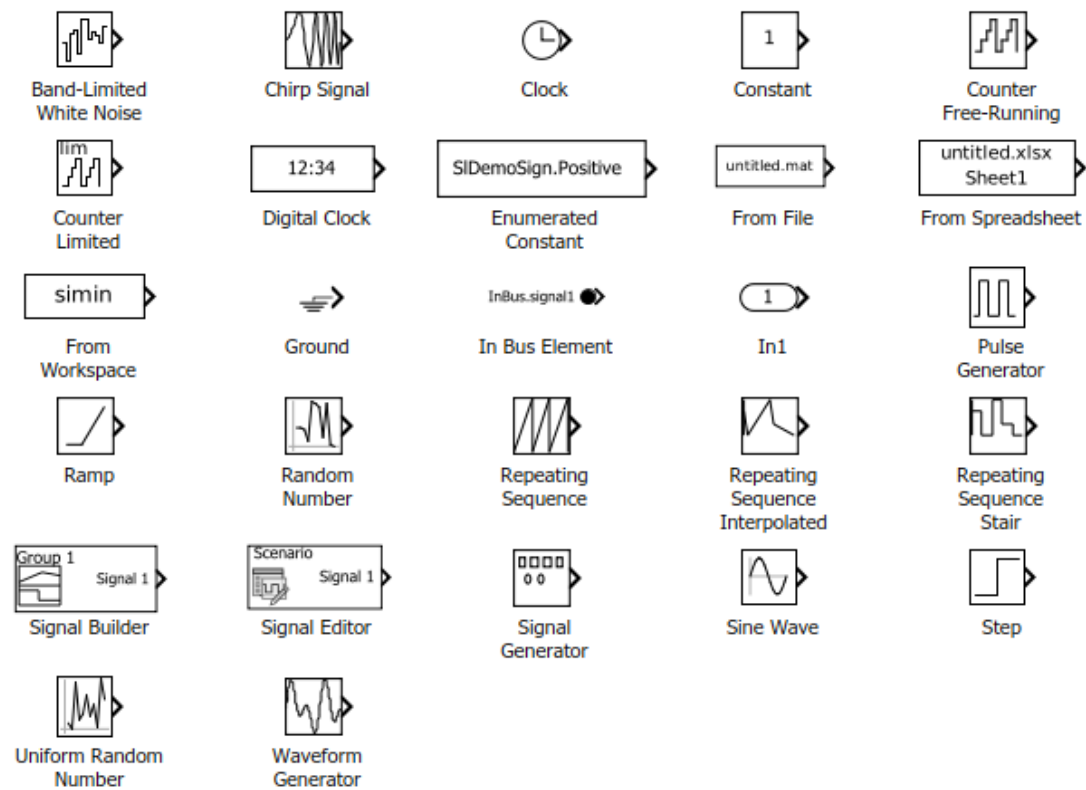 Band-Limited
White Noise
Chirp Signal
Clock
1
Constant
Counter
Free-Running
lim
Counter
Limited
12:34
Digital Clock
SlDemoSign.Positive
Enumerated
Constant
untitled.mat
From File
untitled.xlsx
Sheet1
From Spreadsheet
simin
From
Workspace
Ground
InBus.signal1
In Bus Element
1
In1
Pulse
Generator
Ramp
Random
Number
Repeating
Sequence
Repeating
Sequence
Interpolated
Repeating
Sequence
Stair
Group 1
Signal 1
Signal Builder
Scenario
Signal 1
Signal Editor
Signal
Generator
Sine Wave
Step
Uniform Random
Number
Waveform
Generator